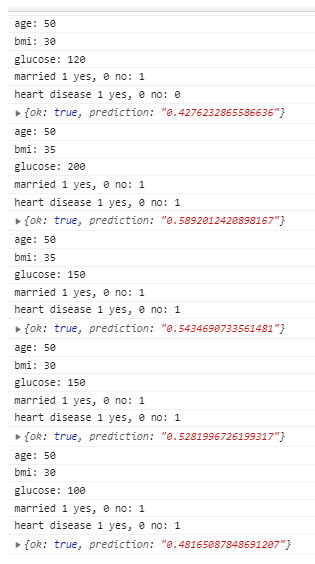 age: 50
bmi: 30
glucose: 120
married 1 yes, 0 no: 1
heart disease 1 yes, 0 no: 0
▶ {ok: true, prediction: "0.4276232865586636"}
age: 50
bmi: 35
glucose: 200
married 1 yes, 0 no: 1
heart disease 1 yes, 0 no: 1
▶ {ok: true, prediction: "0.5892012420898167"}
age: 50
bmi: 35
glucose: 150
married 1 yes, 0 no: 1
heart disease 1 yes, 0 no: 1
▶ {ok: true, prediction: "0.5434690733561481"}
age: 50
bmi: 30
glucose: 150
married 1 yes, 0 no: 1
heart disease 1 yes, 0 no: 1
▶ {ok: true, prediction: "0.5281996726199317"}
age: 50
bmi: 30
glucose: 100
married 1 yes, 0 no: 1
heart disease 1 yes, 0 no: 1
▶ {ok: true, prediction: "0.48165087848691207"}